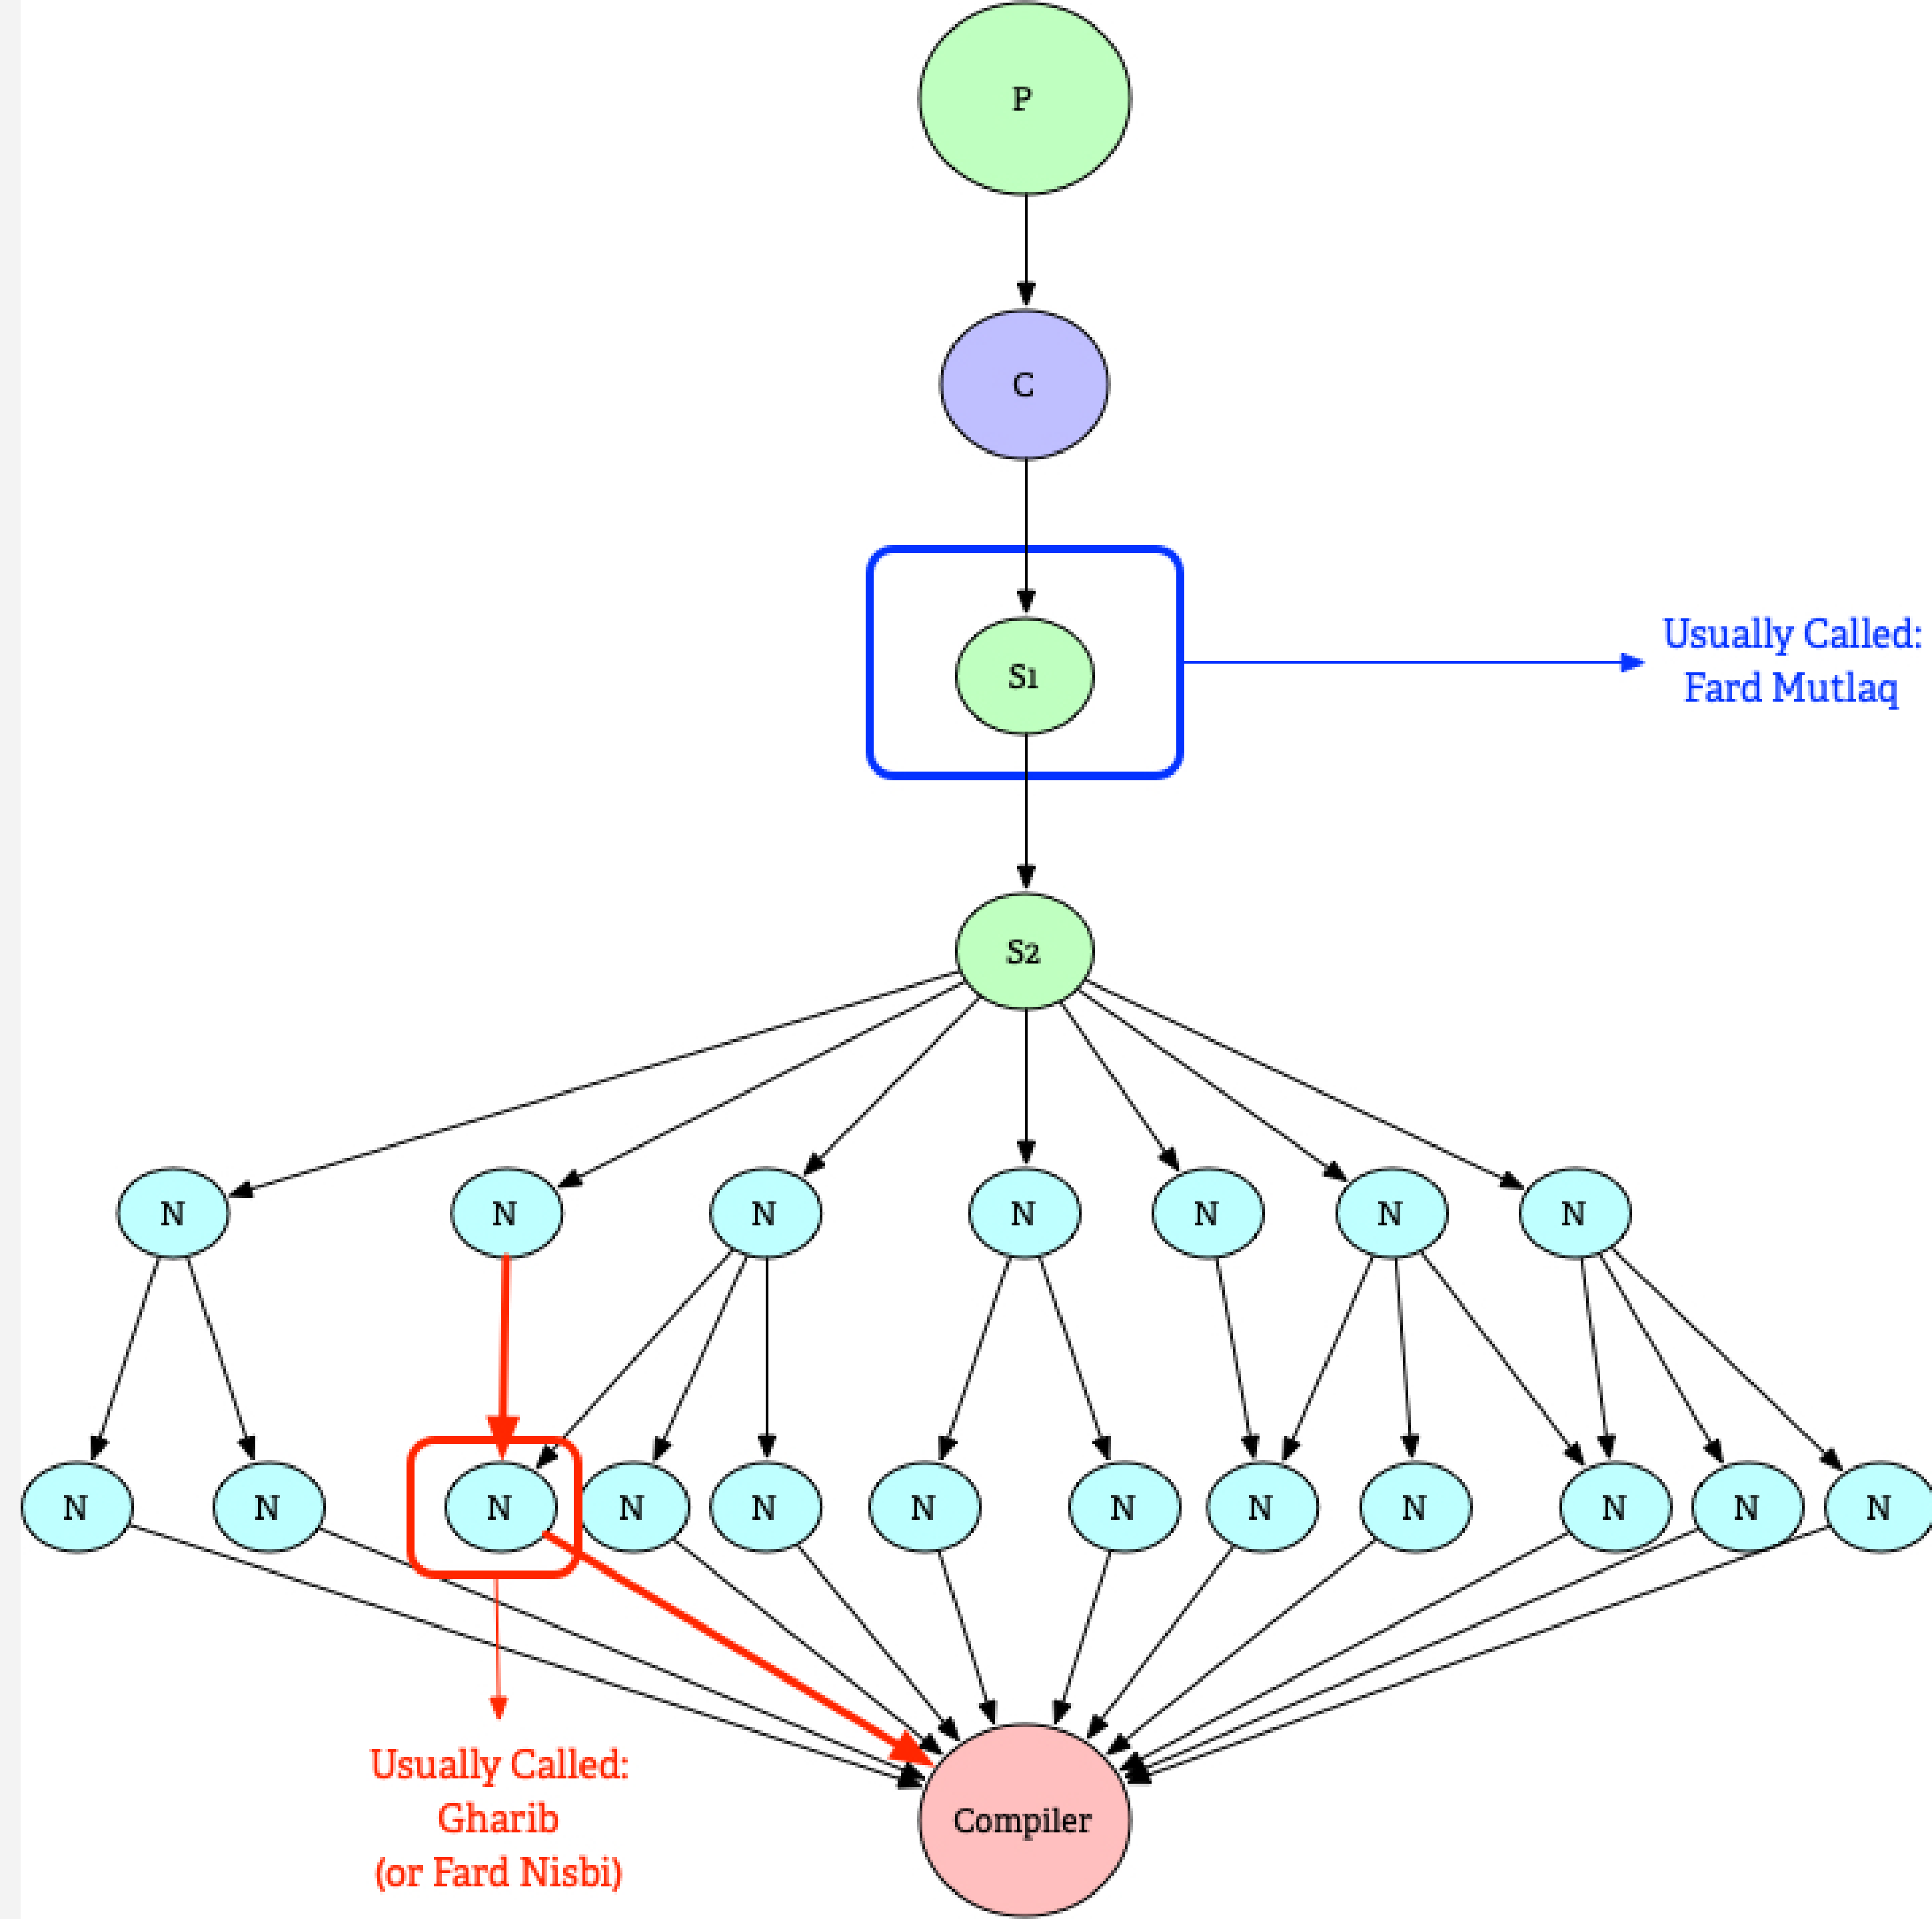 P
C
S1
Usually Called:
Fard Mutlaq
S2
N N N N N N N
N N N N N N N N N N N N
Usually Called:
Gharib
(or Fard Nisbi)
Compiler